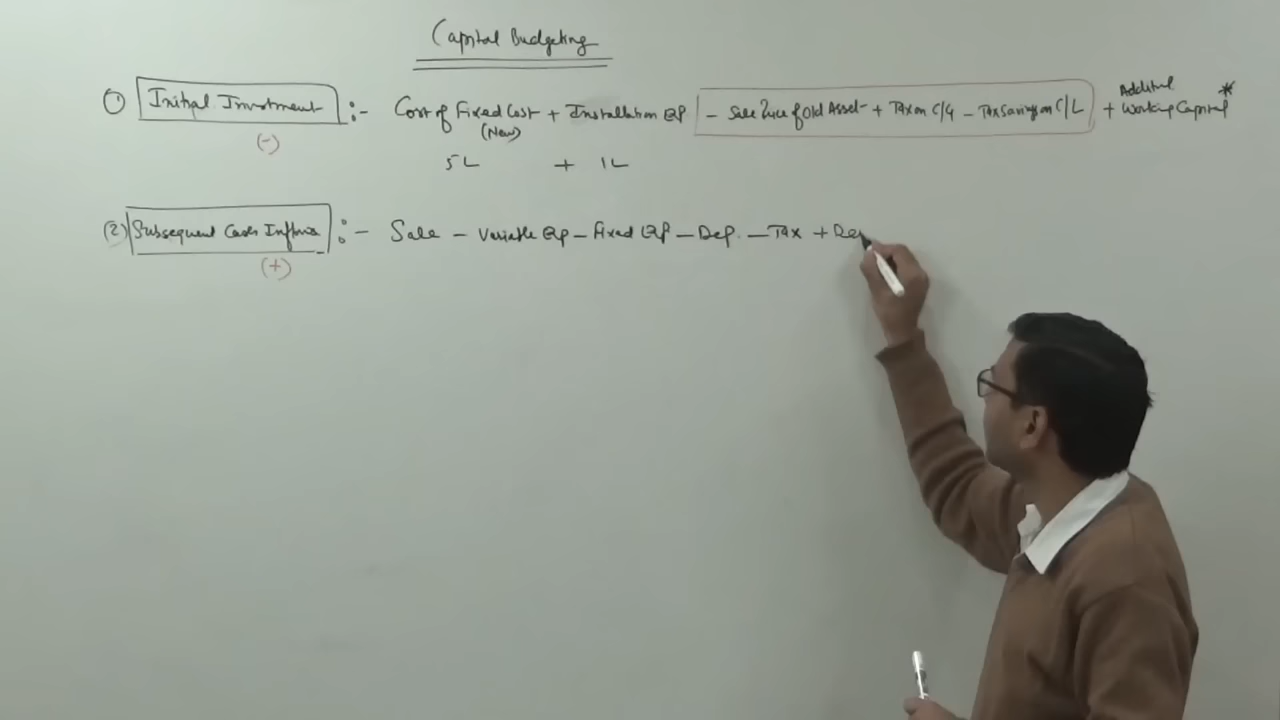 Capital Budgeting
① Initial Investment :- Cost of Fixed Cost + Installation Exp - Sale Price of Old Asset + Tax on C/G - Tax Saving on C/L + Additional Working Capital *
(New)
(-)
5L + 1L
(2) Subsequent Cash Inflows :- Sale - Variable Exp - Fixed Exp - Dep. - Tax + Dep
(+)